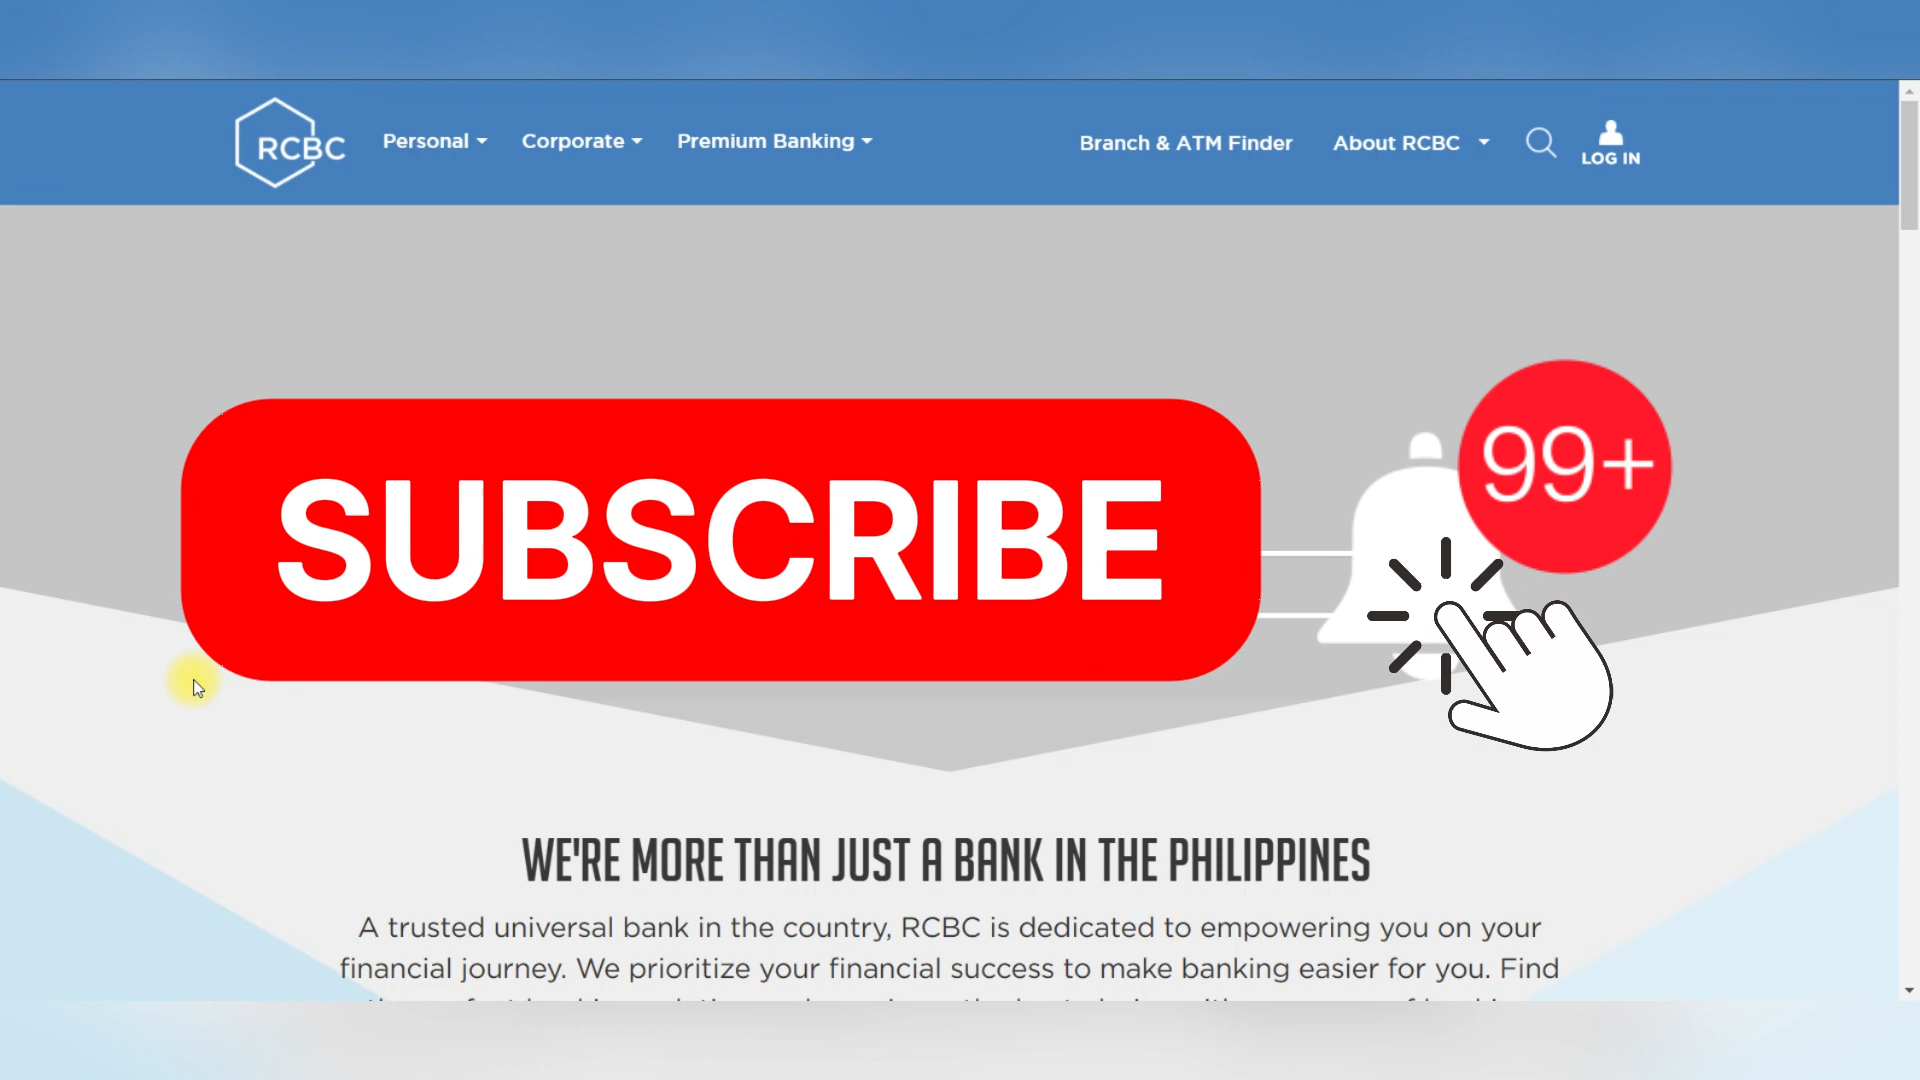 RCBC
Personal
Corporate
Premium Banking
Branch & ATM Finder
About RCBC
LOG IN
99+
SUBSCRIBE
WE'RE MORE THAN JUST A BANK IN THE PHILIPPINES
A trusted universal bank in the country, RCBC is dedicated to empowering you on your
financial journey. We prioritize your financial success to make banking easier for you. Find